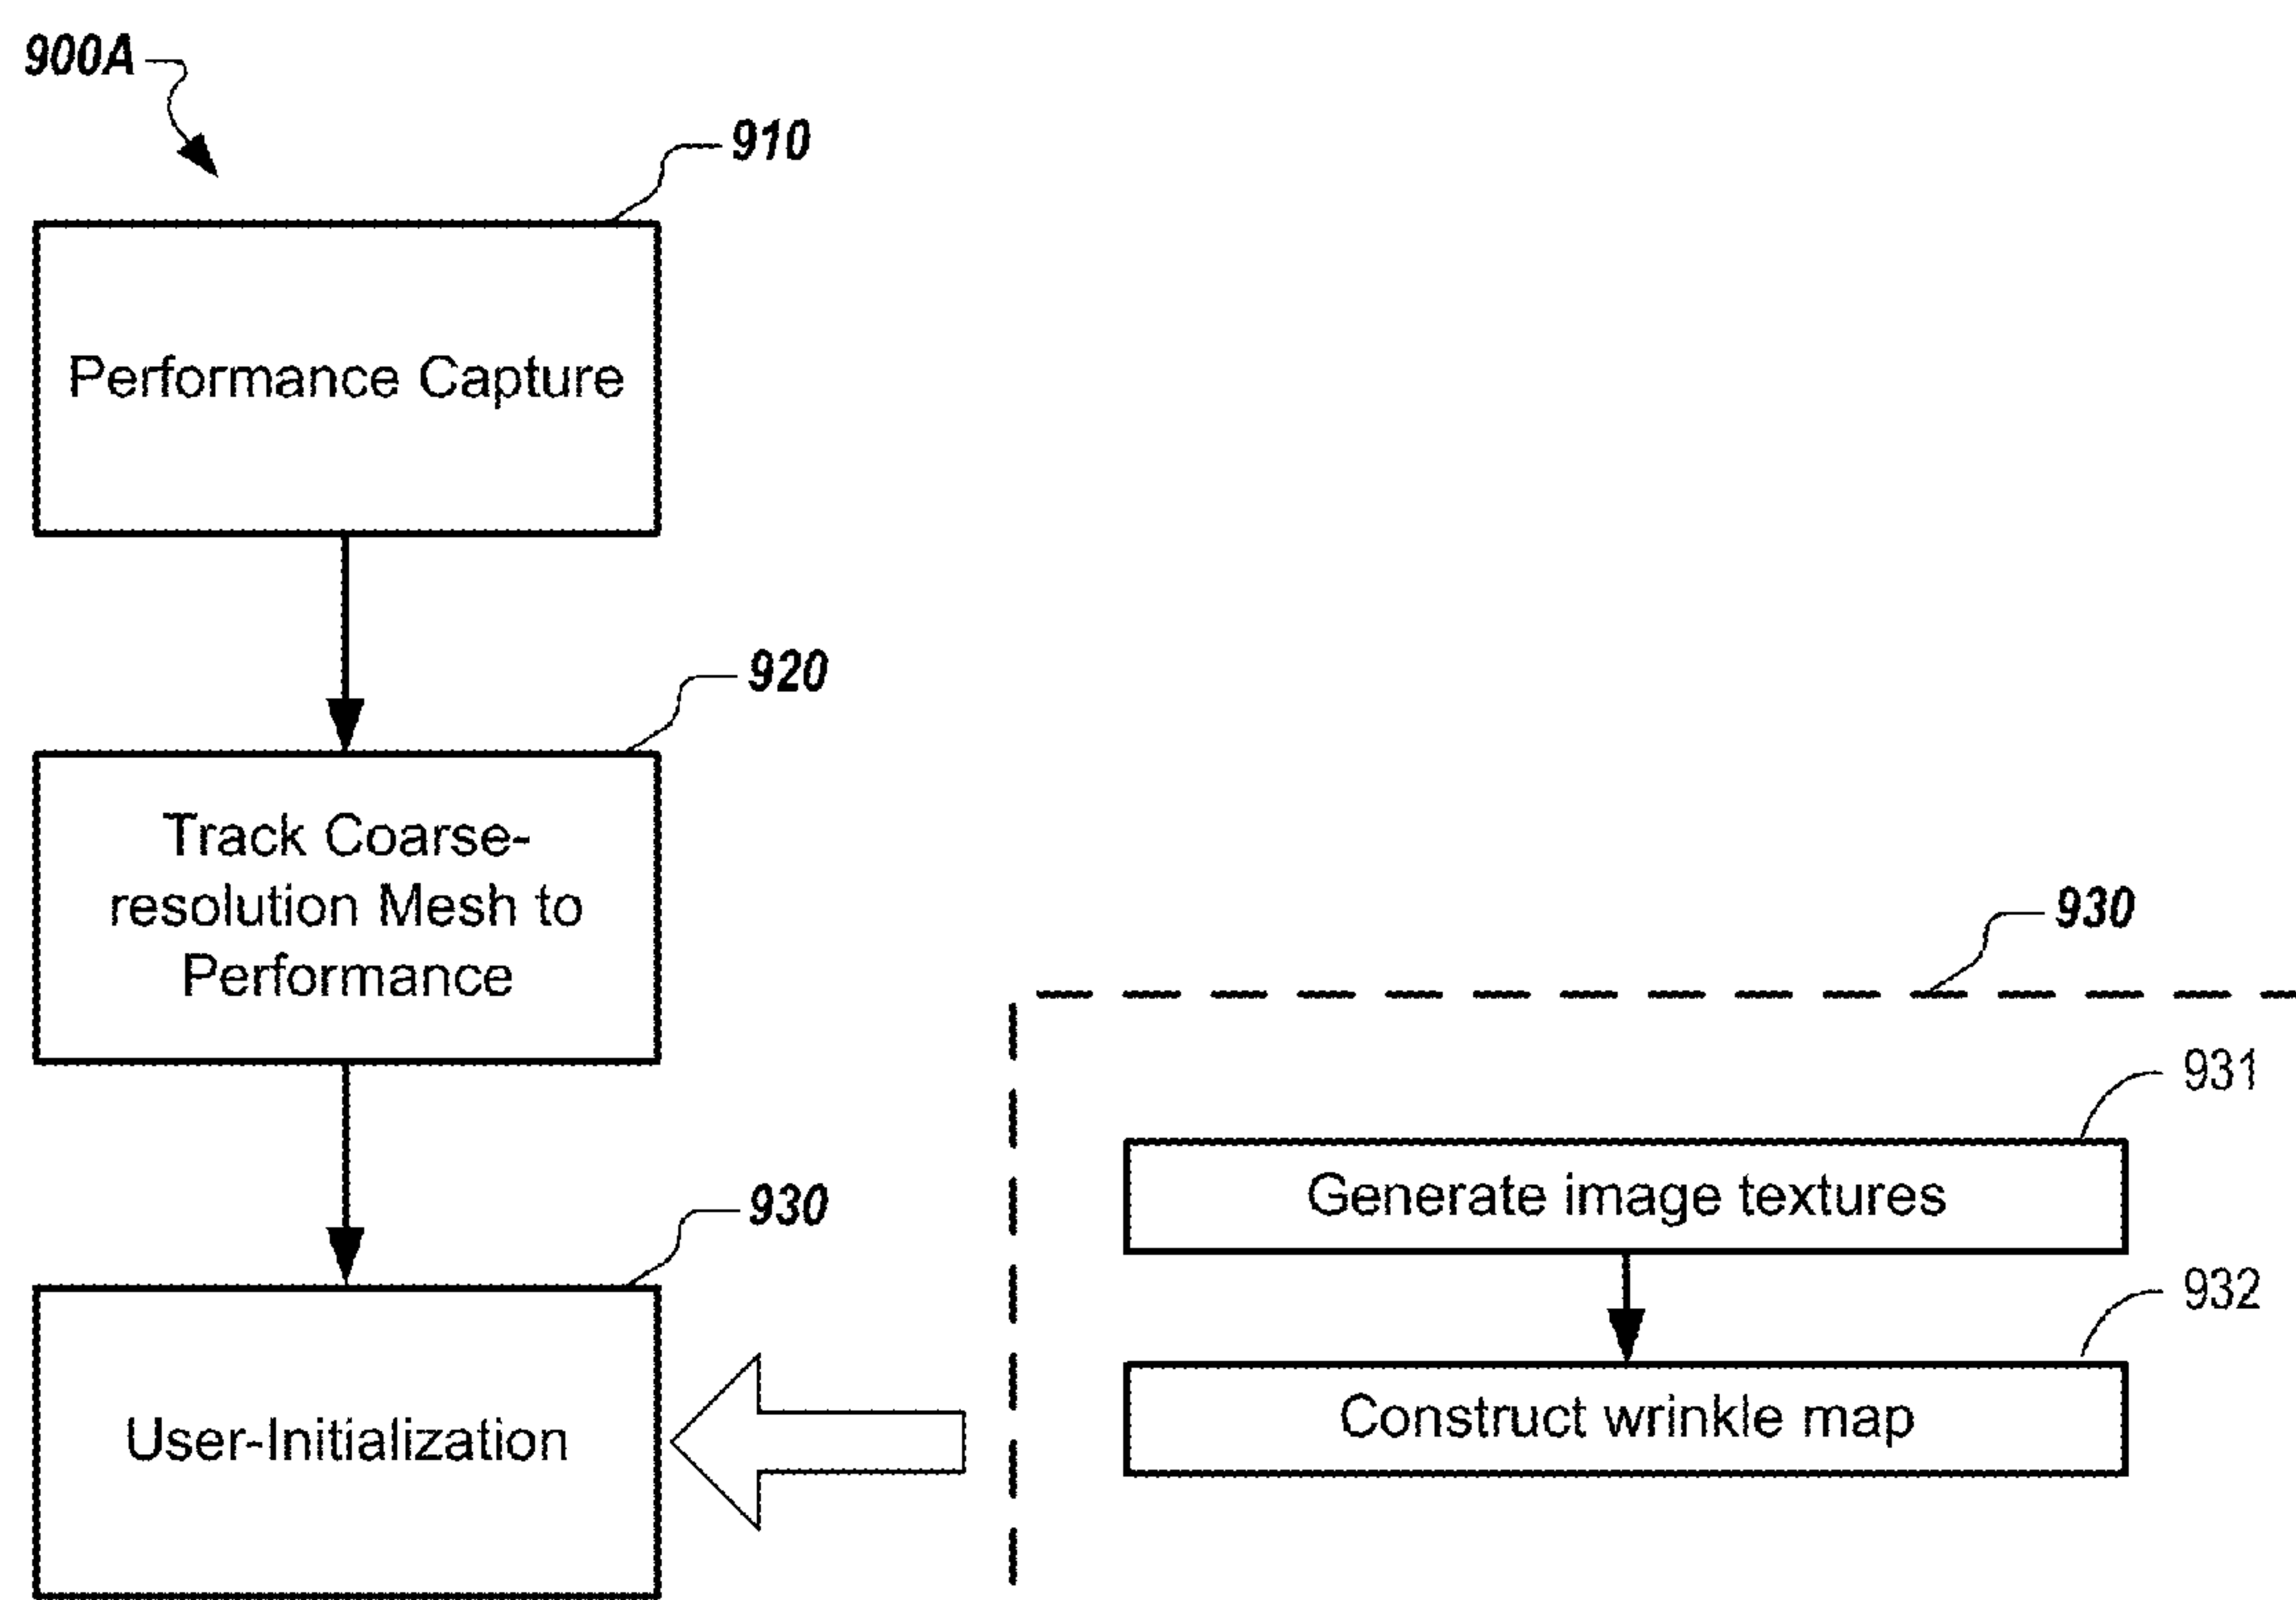 900A
910
Performance Capture
920
Track Coarse-
resolution Mesh to
Performance
930
User-Initialization
930
931
Generate image textures
932
Construct wrinkle map